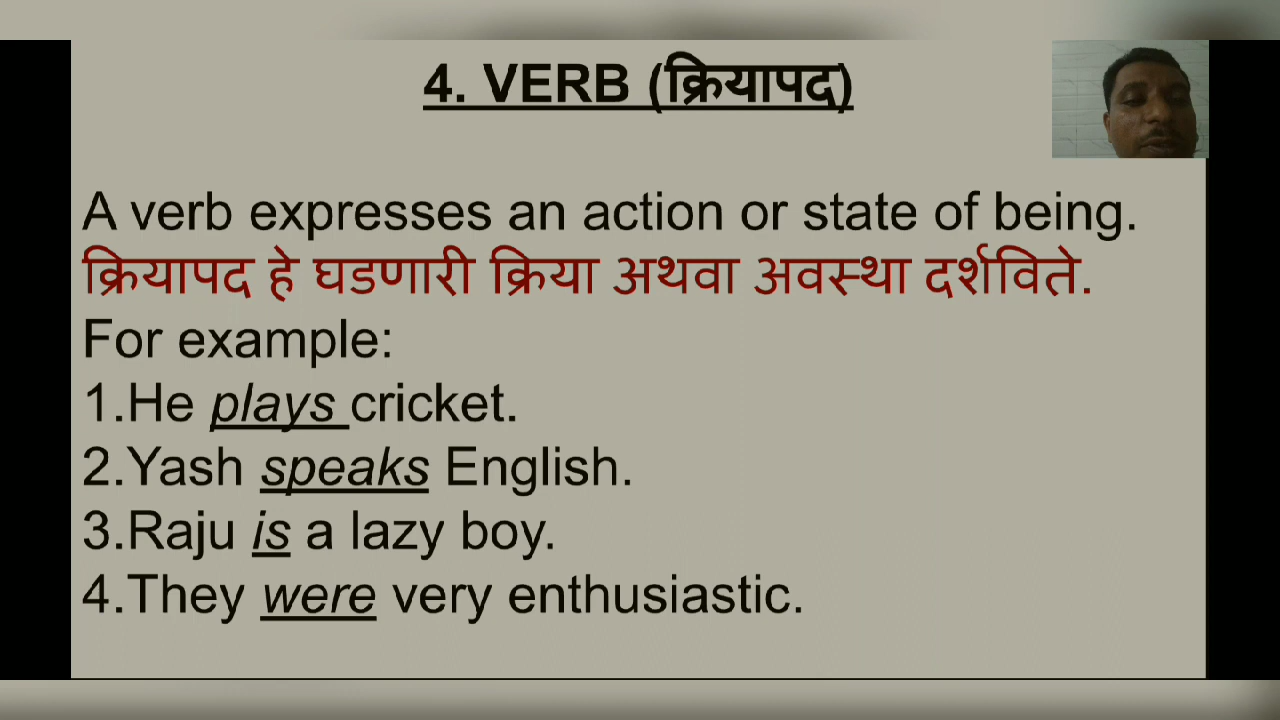 4. VERB (क्रियापद)
A verb expresses an action or state of being.
क्रियापद हे घडणारी क्रिया अथवा अवस्था दर्शविते.
For example:
1.He plays cricket.
2.Yash speaks English.
3.Raju is a lazy boy.
4.They were very enthusiastic.